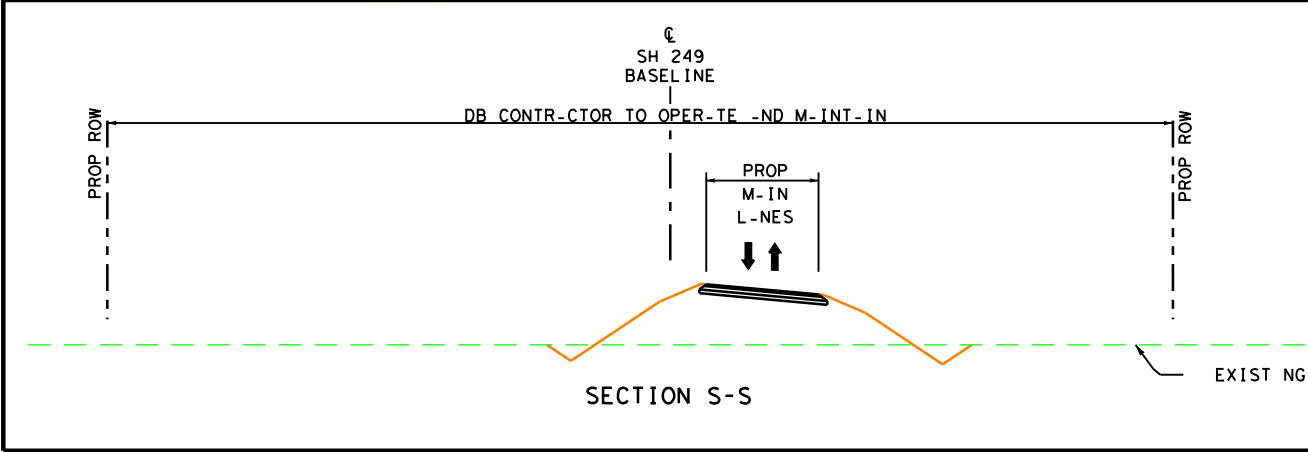 ℄
SH 249
BASELINE
DB CONTR-CTOR TO OPER-TE -ND M-INT-IN
PROP ROW
PROP ROW
PROP
M-IN
L-NES
EXIST NG
SECTION S-S